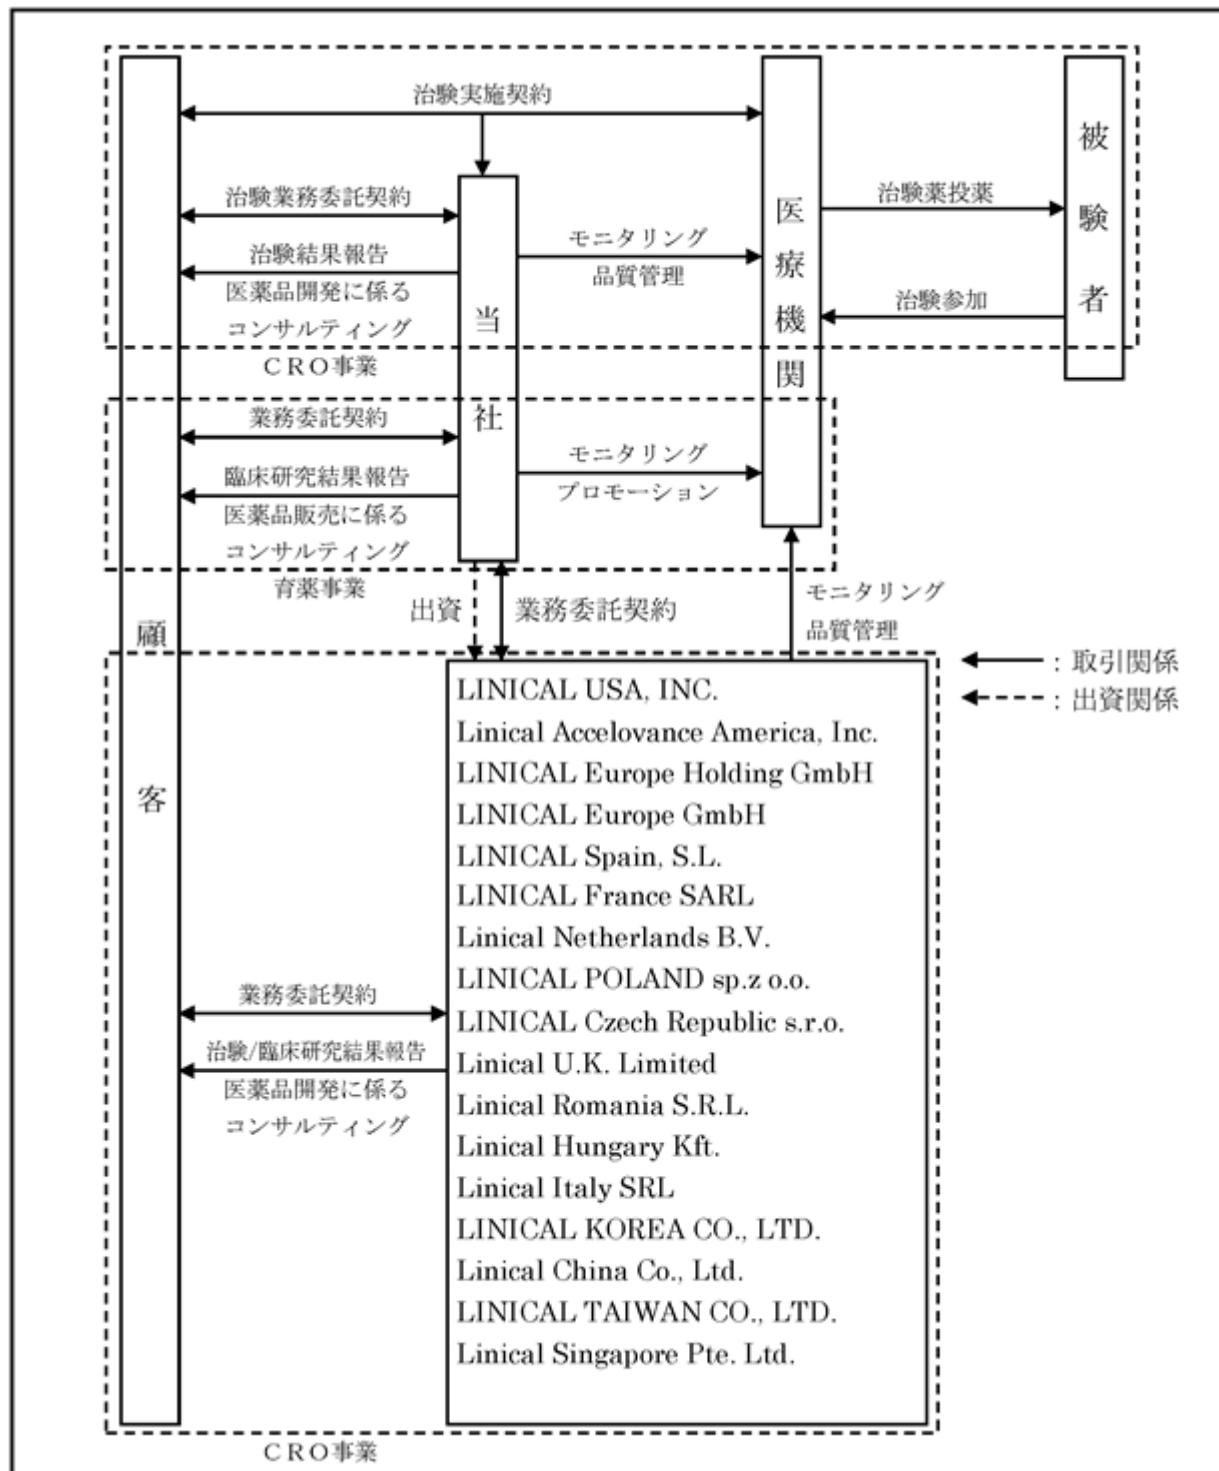 治験実施契約
治験業務委託契約
治験結果報告
医薬品開発に係る
コンサルティング
モニタリング
品質管理
治験薬投薬
治験参加
被験者
医療機関
当社
顧客
CRO事業
業務委託契約
臨床研究結果報告
医薬品販売に係る
コンサルティング
モニタリング
プロモーション
育薬事業
出資
業務委託契約
モニタリング
品質管理
:取引関係
:出資関係
LINICAL USA, INC.
Linical Accelovance America, Inc.
LINICAL Europe Holding GmbH
LINICAL Europe GmbH
LINICAL Spain, S.L.
LINICAL France SARL
Linical Netherlands B.V.
LINICAL POLAND sp.z o.o.
LINICAL Czech Republic s.r.o.
Linical U.K. Limited
Linical Romania S.R.L.
Linical Hungary Kft.
Linical Italy SRL
LINICAL KOREA CO., LTD.
Linical China Co., Ltd.
LINICAL TAIWAN CO., LTD.
Linical Singapore Pte. Ltd.
業務委託契約
治験/臨床研究結果報告
医薬品開発に係る
コンサルティング
CRO事業